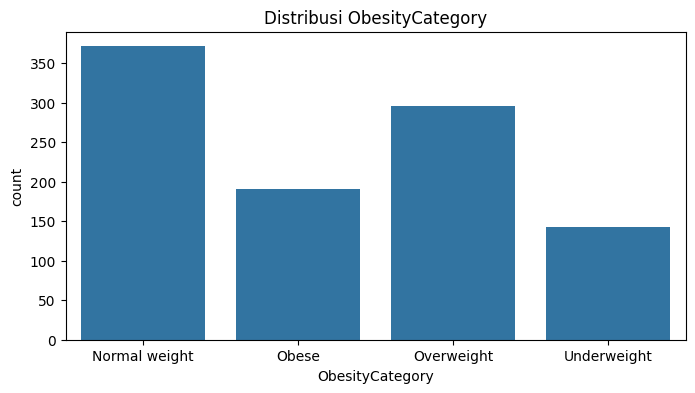 Distribusi ObesityCategory
count
350
300
250
200
150
100
50
0
Normal weight
Obese
Overweight
Underweight
ObesityCategory